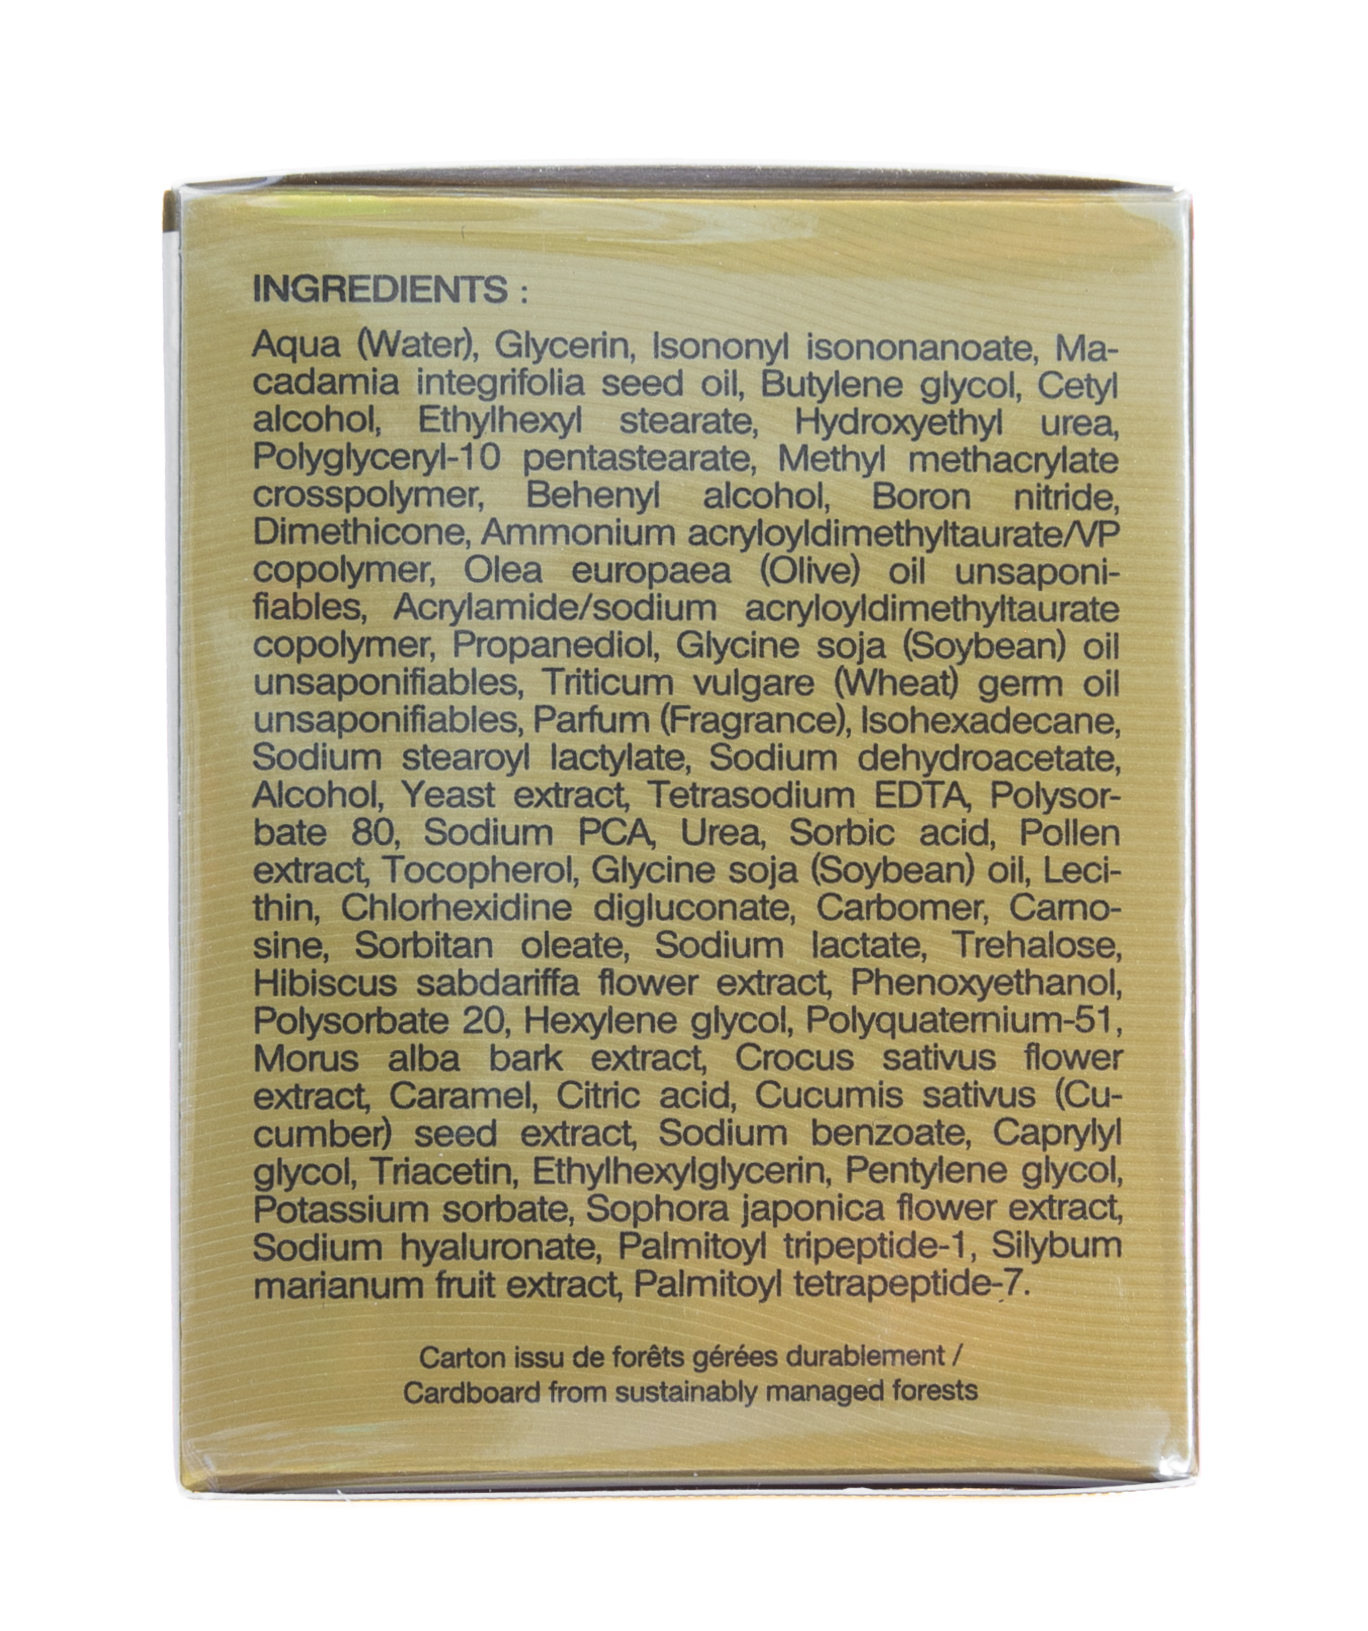 INGREDIENTS :
Aqua (Water), Glycerin, Isononyl isononanoate, Ma-
cadamia integrifolia seed oil, Butylene glycol, Cetyl
alcohol, Ethylhexyl stearate, Hydroxyethyl urea,
Polyglyceryl-10 pentastearate, Methyl methacrylate
crosspolymer, Behenyl alcohol, Boron nitride,
Dimethicone, Ammonium acryloyldimethyltaurate/VP
copolymer, Olea europaea (Olive) oil unsaponi-
fiables, Acrylamide/sodium acryloyldimethyltaurate
copolymer, Propanediol, Glycine soja (Soybean) oil
unsaponifiables, Triticum vulgare (Wheat) germ oil
unsaponifiables, Parfum (Fragrance), Isohexadecane,
Sodium stearoyl lactylate, Sodium dehydroacetate,
Alcohol, Yeast extract, Tetrasodium EDTA, Polysor-
bate 80, Sodium PCA, Urea, Sorbic acid, Pollen
extract, Tocopherol, Glycine soja (Soybean) oil, Leci-
thin, Chlorhexidine digluconate, Carbomer, Carno-
sine, Sorbitan oleate, Sodium lactate, Trehalose,
Hibiscus sabdariffa flower extract, Phenoxyethanol,
Polysorbate 20, Hexylene glycol, Polyquaternium-51,
Morus alba bark extract, Crocus sativus flower
extract, Caramel, Citric acid, Cucumis sativus (Cu-
cumber) seed extract, Sodium benzoate, Caprylyl
glycol, Triacetin, Ethylhexylglycerin, Pentylene glycol,
Potassium sorbate, Sophora japonica flower extract,
Sodium hyaluronate, Palmitoyl tripeptide-1, Silybum
marianum fruit extract, Palmitoyl tetrapeptide-7.
Carton issu de forêts gérées durablement /
Cardboard from sustainably managed forests